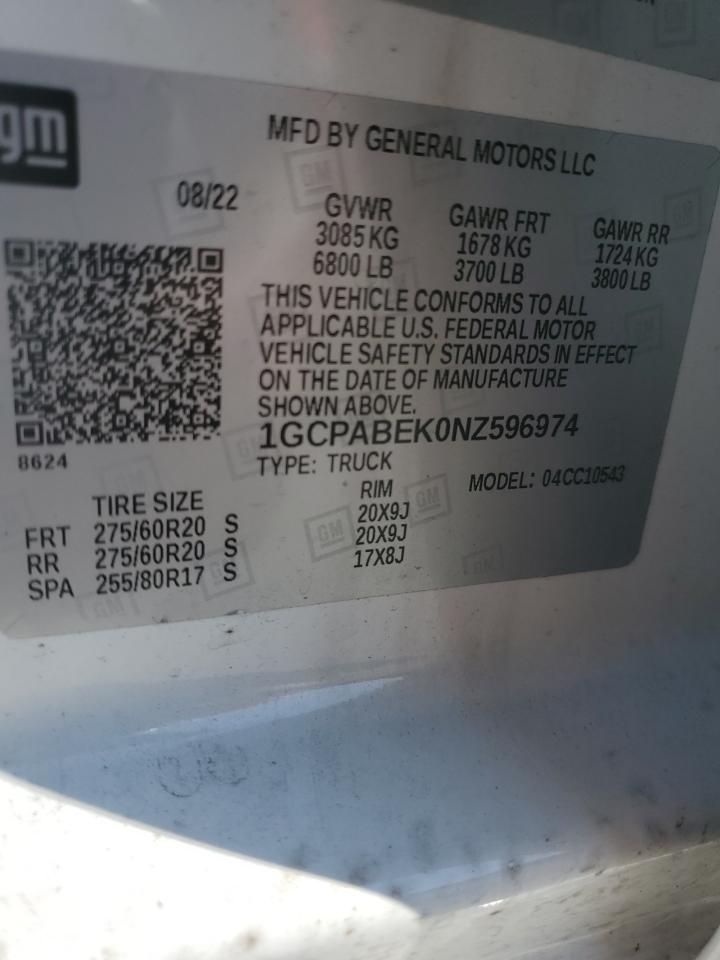 gm
MFD BY GENERAL MOTORS LLC
08/22
GVWR GAWR FRT GAWR RR
3085 KG 1678 KG 1724 KG
6800 LB 3700 LB 3800 LB
THIS VEHICLE CONFORMS TO ALL
APPLICABLE U.S. FEDERAL MOTOR
VEHICLE SAFETY STANDARDS IN EFFECT
ON THE DATE OF MANUFACTURE
SHOWN ABOVE.
1GCPABEK0NZ596974
8624
TYPE: TRUCK MODEL: 04CC10543
TIRE SIZE RIM
FRT 275/60R20 S 20X9J
RR 275/60R20 S 20X9J
SPA 255/80R17 S 17X8J